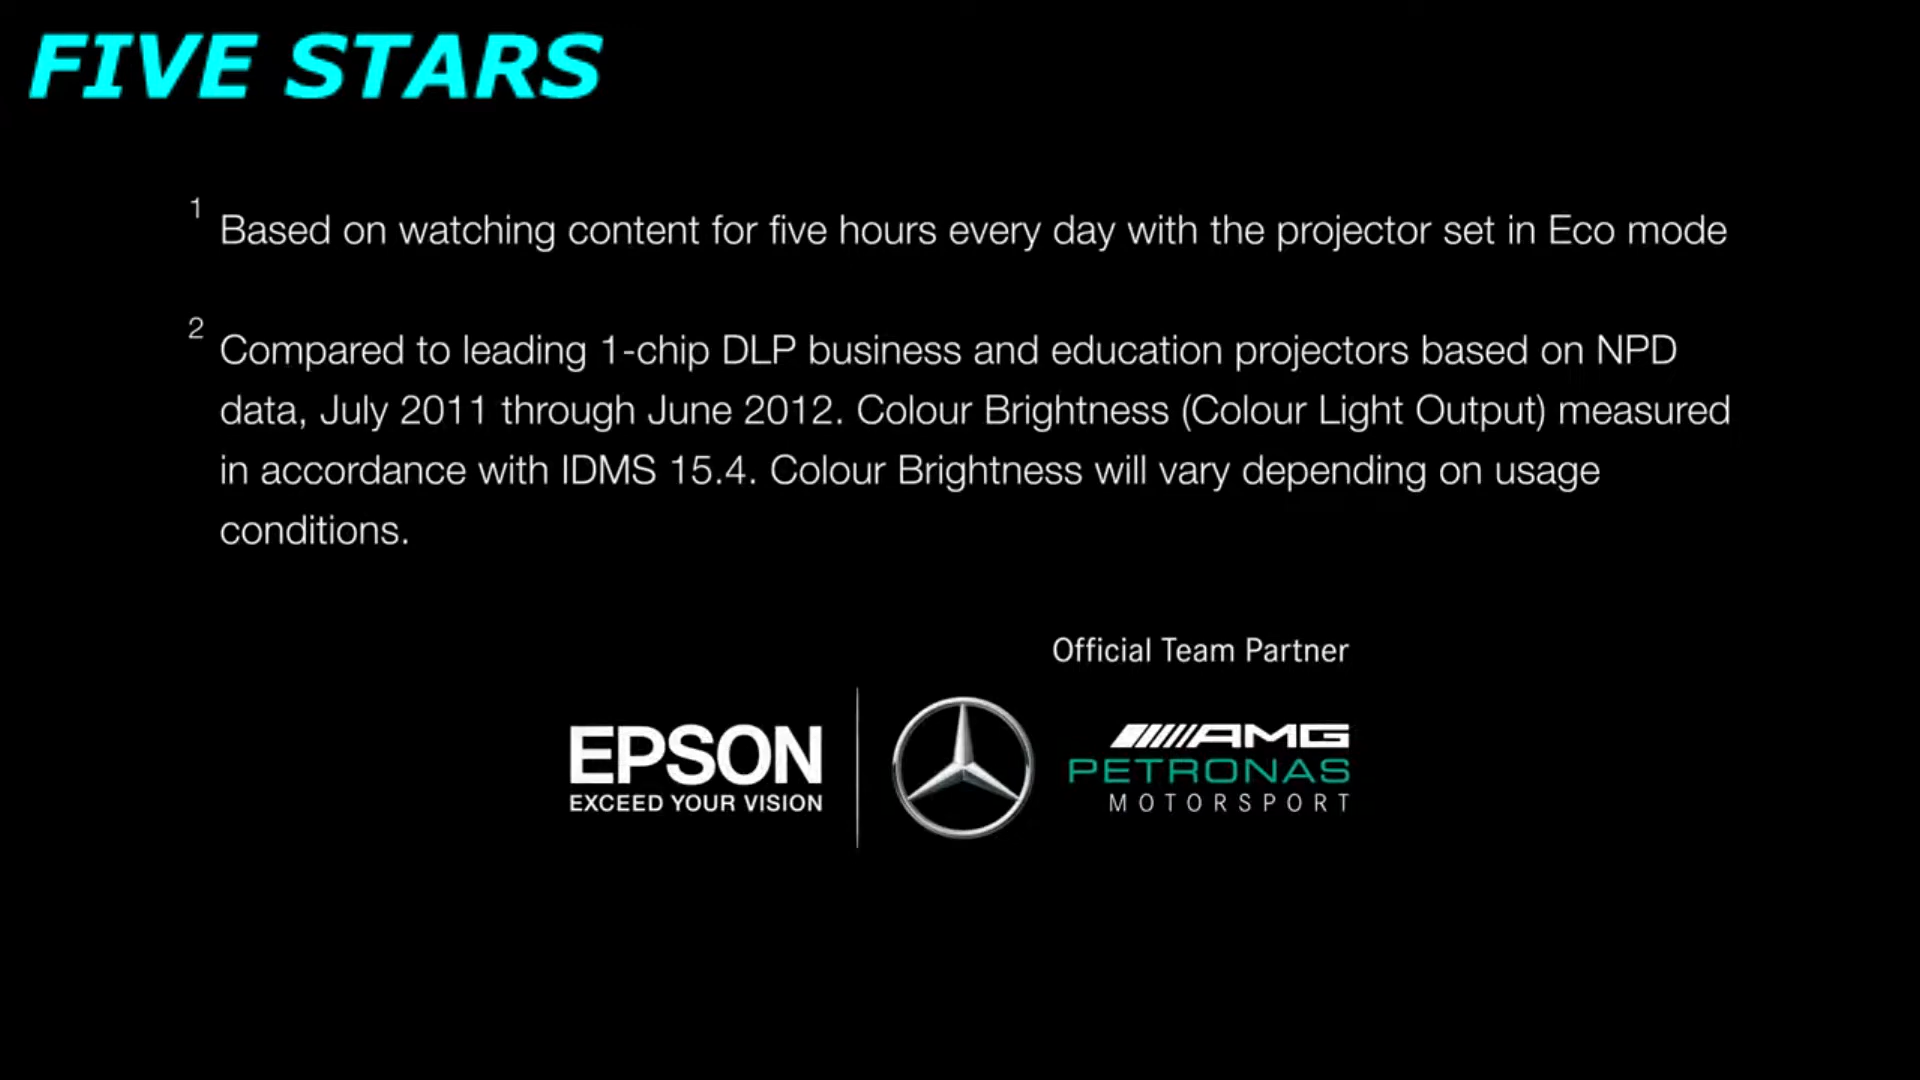 FIVE STARS
1 Based on watching content for five hours every day with the projector set in Eco mode
2 Compared to leading 1-chip DLP business and education projectors based on NPD
data, July 2011 through June 2012. Colour Brightness (Colour Light Output) measured
in accordance with IDMS 15.4. Colour Brightness will vary depending on usage
conditions.
Official Team Partner
EPSON
EXCEED YOUR VISION
AMG
PETRONAS
MOTORSPORT